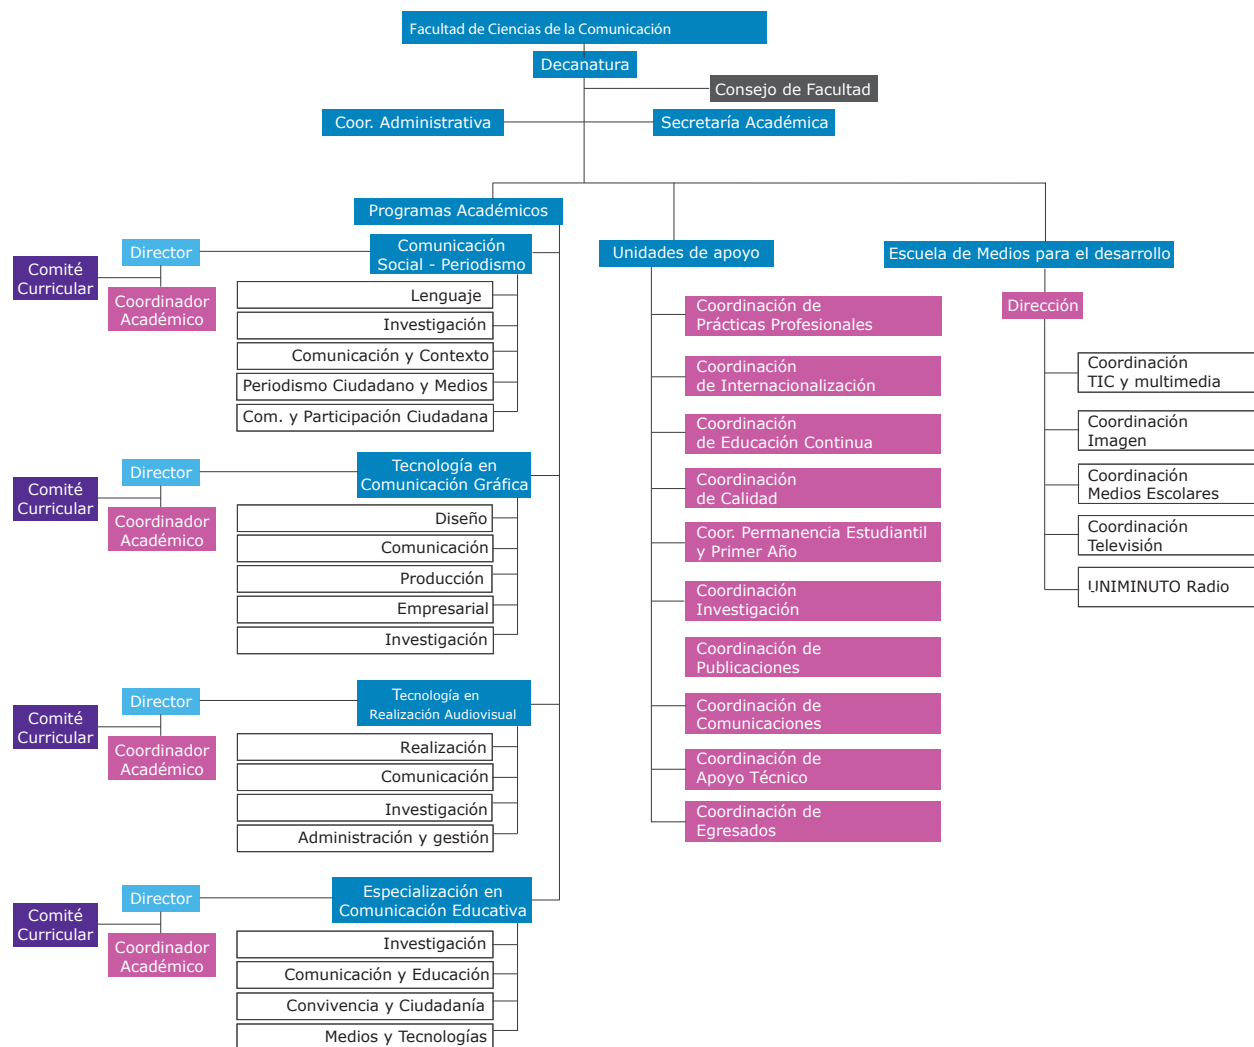 Facultad de Ciencias de la Comunicación
Decanatura
Consejo de Facultad
Coor. Administrativa
Secretaría Académica
Programas Académicos
Director
Comunicación
Social - Periodismo
Comité
Curricular
Coordinador
Académico
Lenguaje
Investigación
Comunicación y Contexto
Periodismo Ciudadano y Medios
Com. y Participación Ciudadana
Director
Tecnología en
Comunicación Gráfica
Comité
Curricular
Coordinador
Académico
Diseño
Comunicación
Producción
Empresarial
Investigación
Director
Tecnología en
Realización Audiovisual
Comité
Curricular
Coordinador
Académico
Realización
Comunicación
Investigación
Administración y gestión
Director
Especialización en
Comunicación Educativa
Comité
Curricular
Coordinador
Académico
Investigación
Comunicación y Educación
Convivencia y Ciudadanía
Medios y Tecnologías
Unidades de apoyo
Coordinación de
Prácticas Profesionales
Coordinación
de Internacionalización
Coordinación
de Educación Continua
Coordinación
de Calidad
Coor. Permanencia Estudiantil
y Primer Año
Coordinación
Investigación
Coordinación de
Publicaciones
Coordinación de
Comunicaciones
Coordinación de
Apoyo Técnico
Coordinación de
Egresados
Escuela de Medios para el desarrollo
Dirección
Coordinación
TIC y multimedia
Coordinación
Imagen
Coordinación
Medios Escolares
Coordinación
Televisión
UNIMINUTO Radio